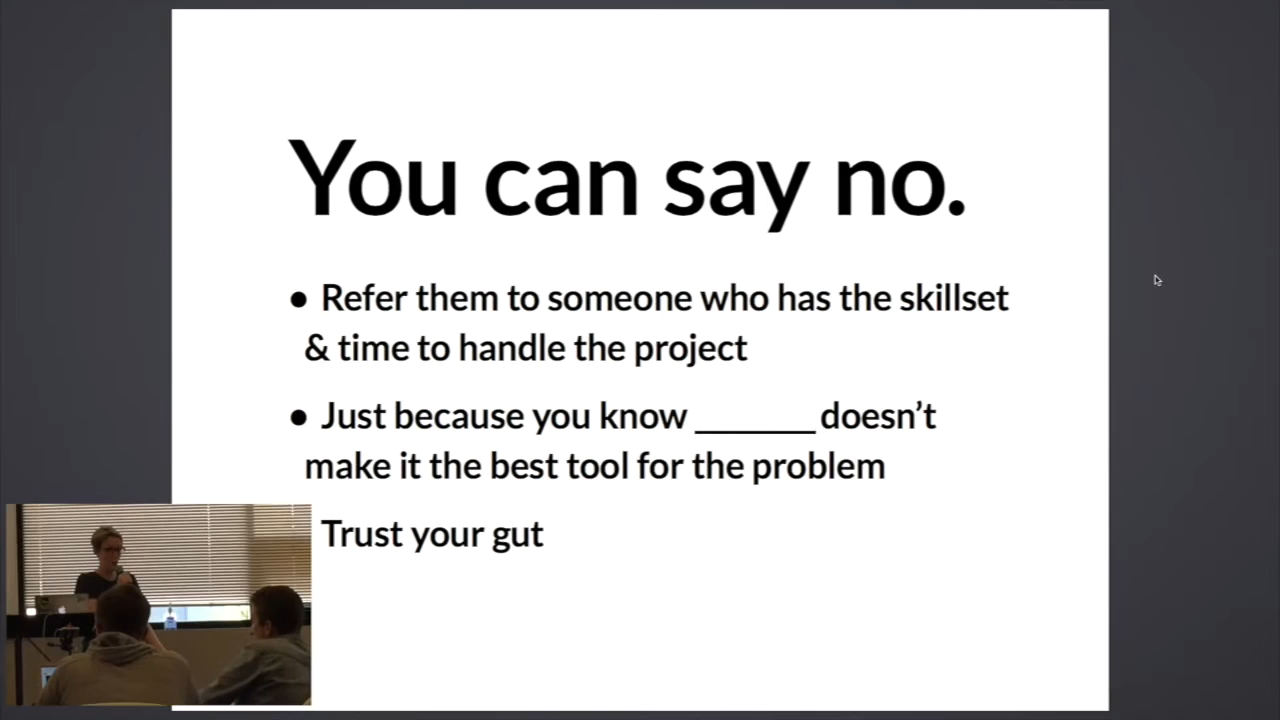 You can say no.
• Refer them to someone who has the skillset
& time to handle the project
• Just because you know ______ doesn’t
make it the best tool for the problem
Trust your gut